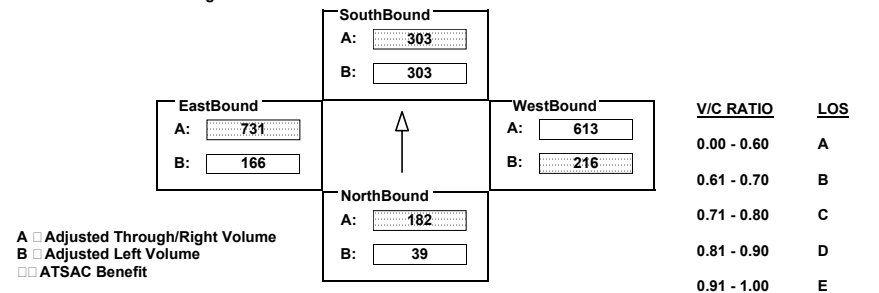 SouthBound
A: 303
B: 303
EastBound
A: 731
B: 166
WestBound
A: 613
B: 216
NorthBound
A: 182
B: 39
A □ Adjusted Through/Right Volume
B □ Adjusted Left Volume
□□ ATSAC Benefit
V/C RATIO LOS
0.00 - 0.60 A
0.61 - 0.70 B
0.71 - 0.80 C
0.81 - 0.90 D
0.91 - 1.00 E